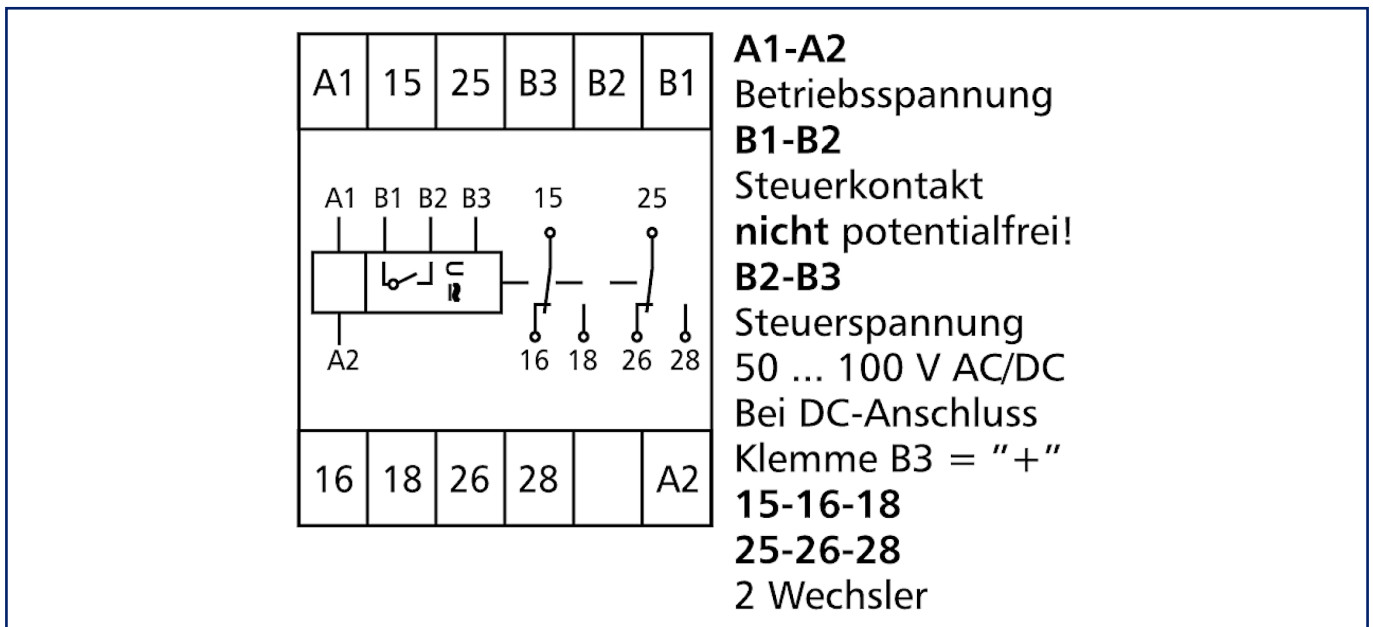 A1 15 25 B3 B2 B1
A1 B1 B2 B3 15 25
U
A2 16 18 26 28
16 18 26 28 A2
A1-A2
Betriebsspannung
B1-B2
Steuerkontakt
nicht potentialfrei!
B2-B3
Steuerspannung
50 ... 100 V AC/DC
Bei DC-Anschluss
Klemme B3 = "+"
15-16-18
25-26-28
2 Wechsler